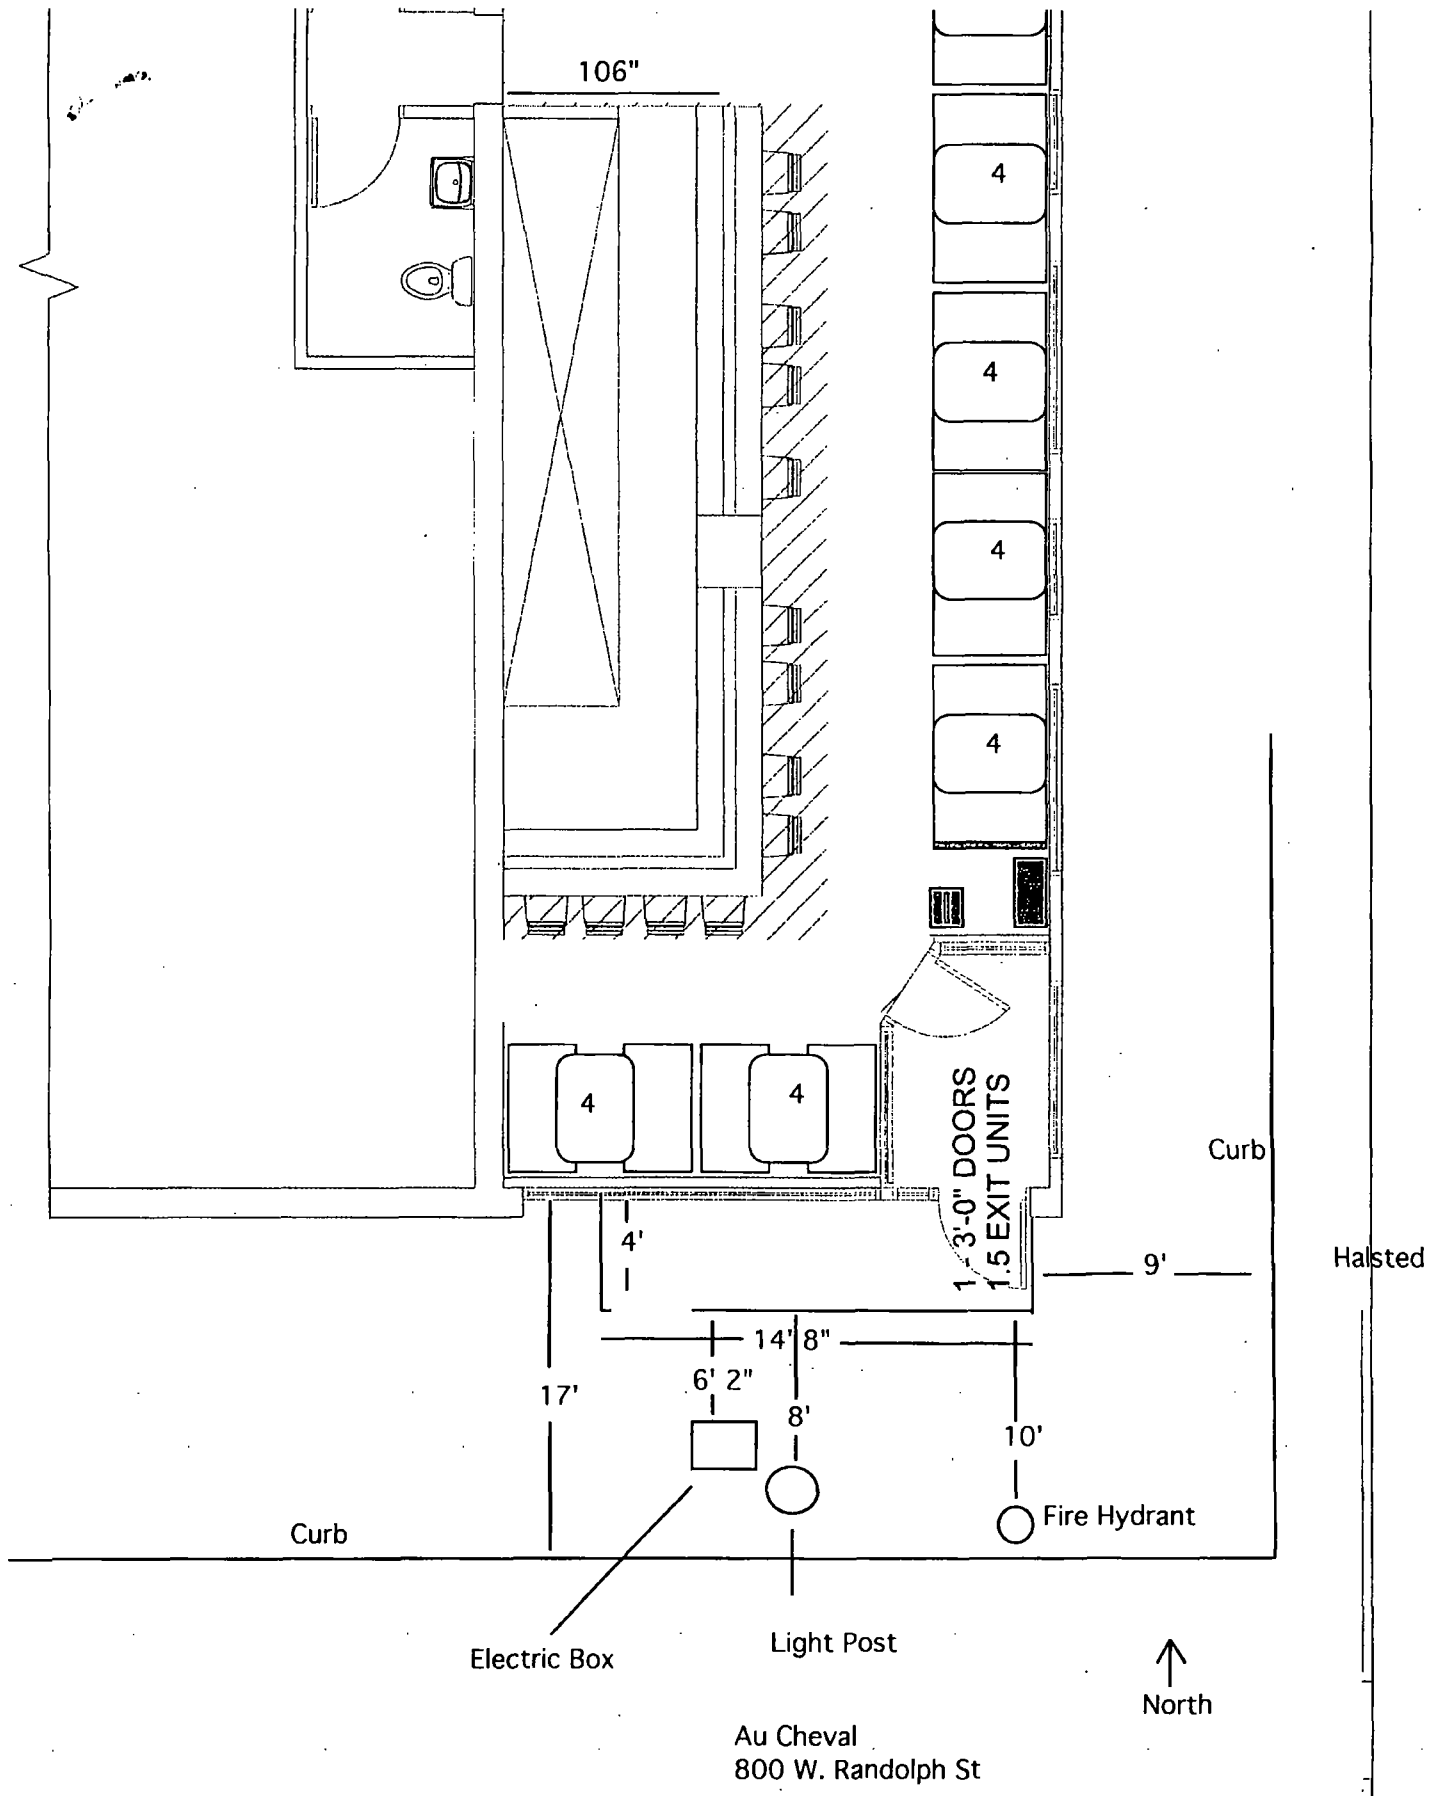 106"
4
4
4
4
4
4
1 - 3'-0" DOORS
1.5 EXIT UNITS
Curb
4'
9'
Halsted
14' 8"
6' 2"
17'
8'
10'
Fire Hydrant
Curb
Electric Box
Light Post
North
Au Cheval
800 W. Randolph St